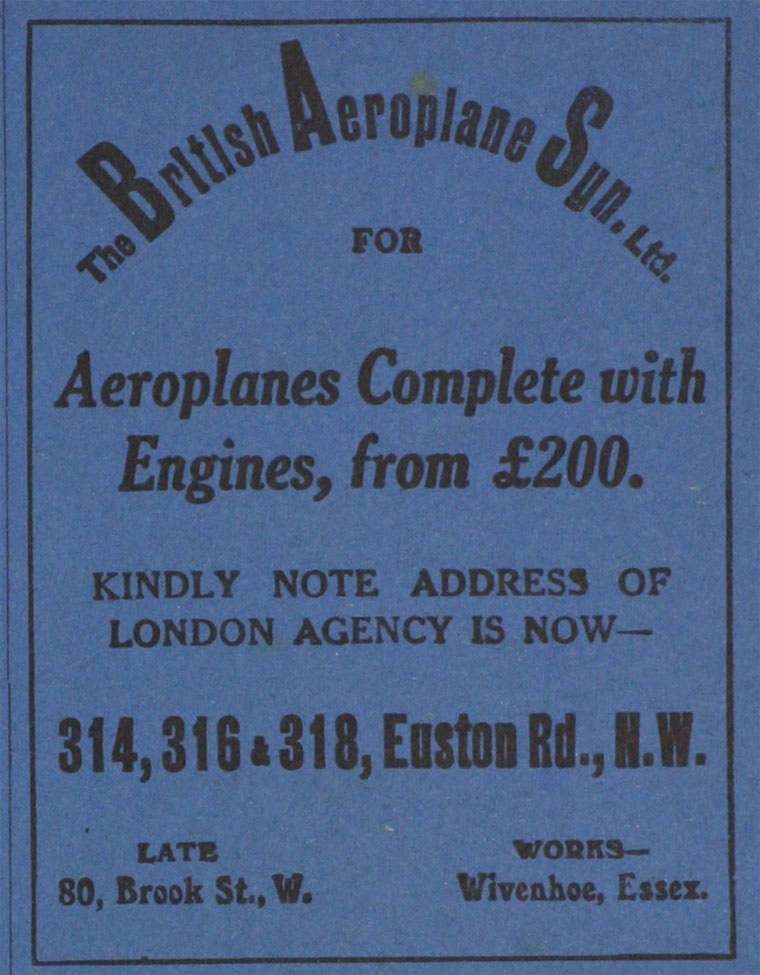 The British Aeroplane Syn. Ltd.
FOR
Aeroplanes Complete with
Engines, from £200.
KINDLY NOTE ADDRESS OF
LONDON AGENCY IS NOW—
314, 316 & 318, Euston Rd., N.W.
LATE
80, Brook St., W.
WORKS—
Wivenhoe, Essex.